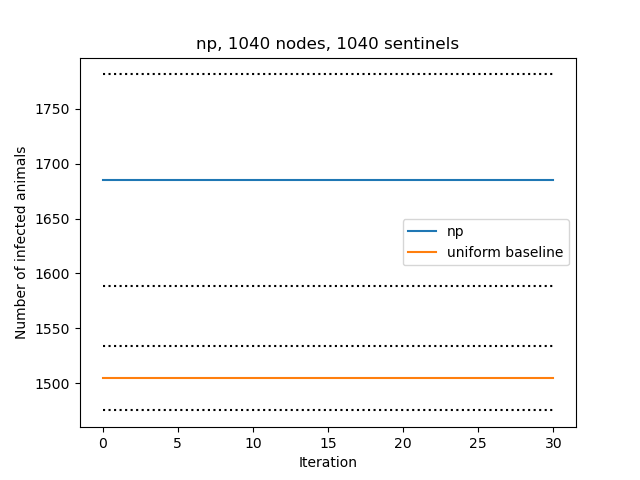 np, 1040 nodes, 1040 sentinels
Number of infected animals
1750
1700
1650
1600
1550
1500
np
uniform baseline
0 5 10 15 20 25 30
Iteration